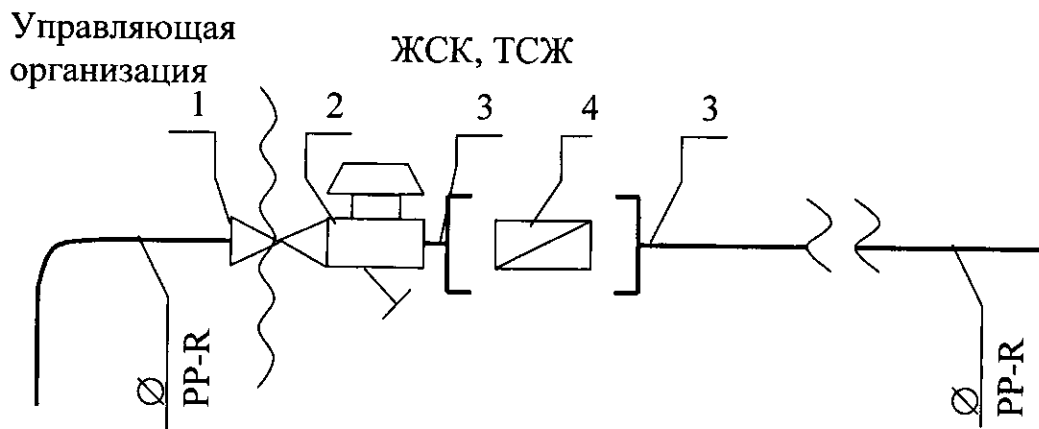 Управляющая
организация
ЖСК, ТСЖ
1
2
3
4
3
Ø
PP-R
Ø
PP-R